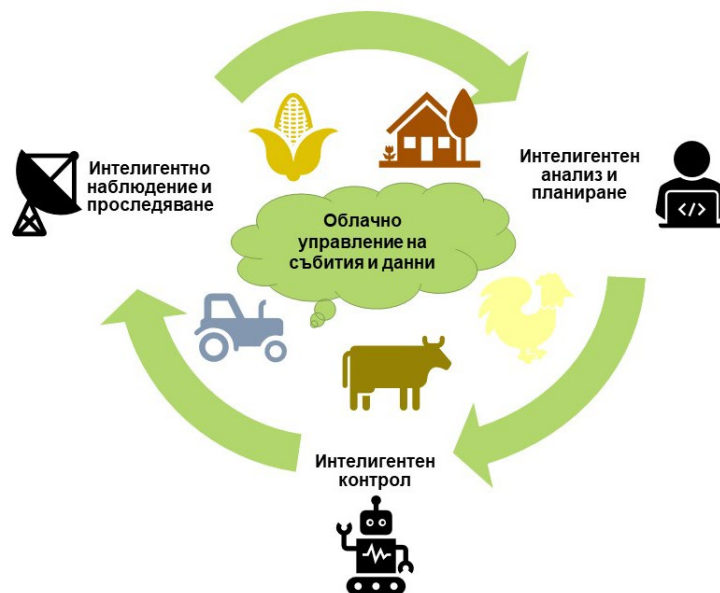 Интелигентно
наблюдение и
проследяване
Интелигентен
анализ и
планиране
Облачно
управление на
събития и данни
Интелигентен
контрол